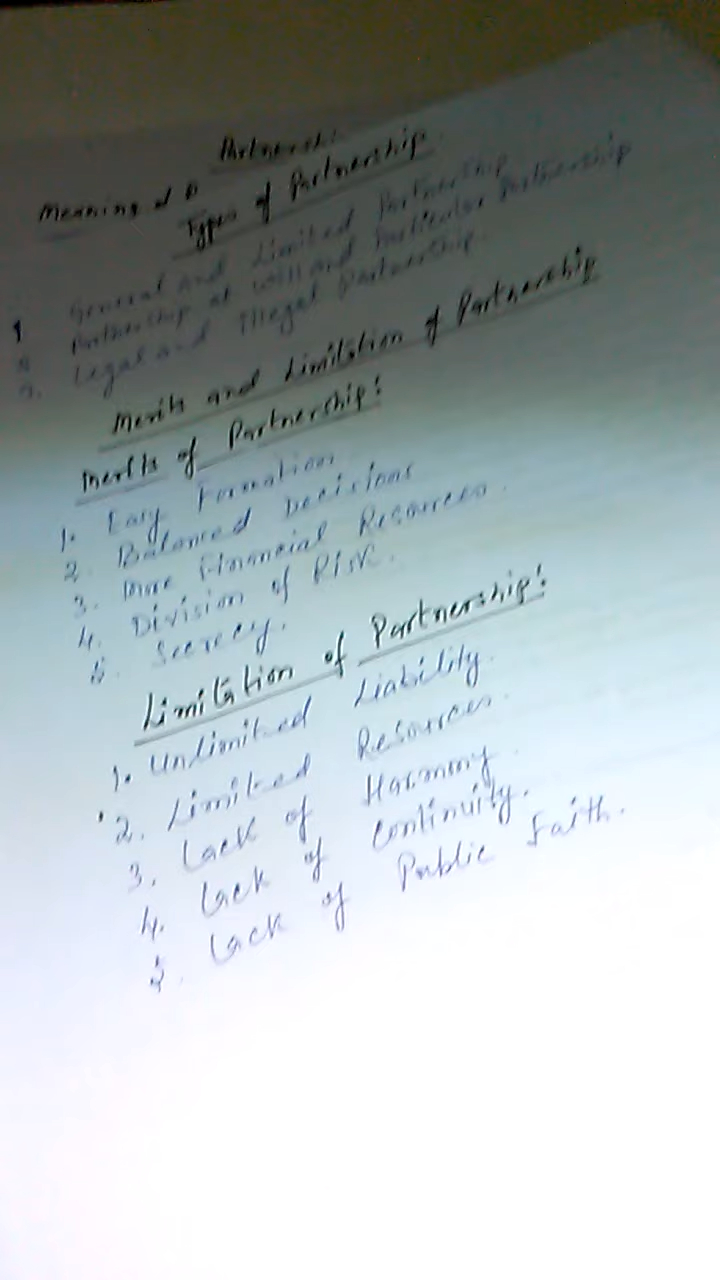 Partnersh
Meaning of D
Types of Partnership
1 General and Limited Partnership
2 Partnership at will and Particular Partnership
3. Legal and Illegal Partnership.
Merits and Limitation of Partnership
Merits of Partnership:
1. Easy Formation
2. Balanced Decisions
3. More Financial Resources.
4. Division of Risk.
5. Secrecy.
Limitation of Partnership:
1. Unlimited Liability.
2. Limited Resources.
3. Lack of Harmony.
4. Lack of Continuity.
5. Lack of Public Faith.